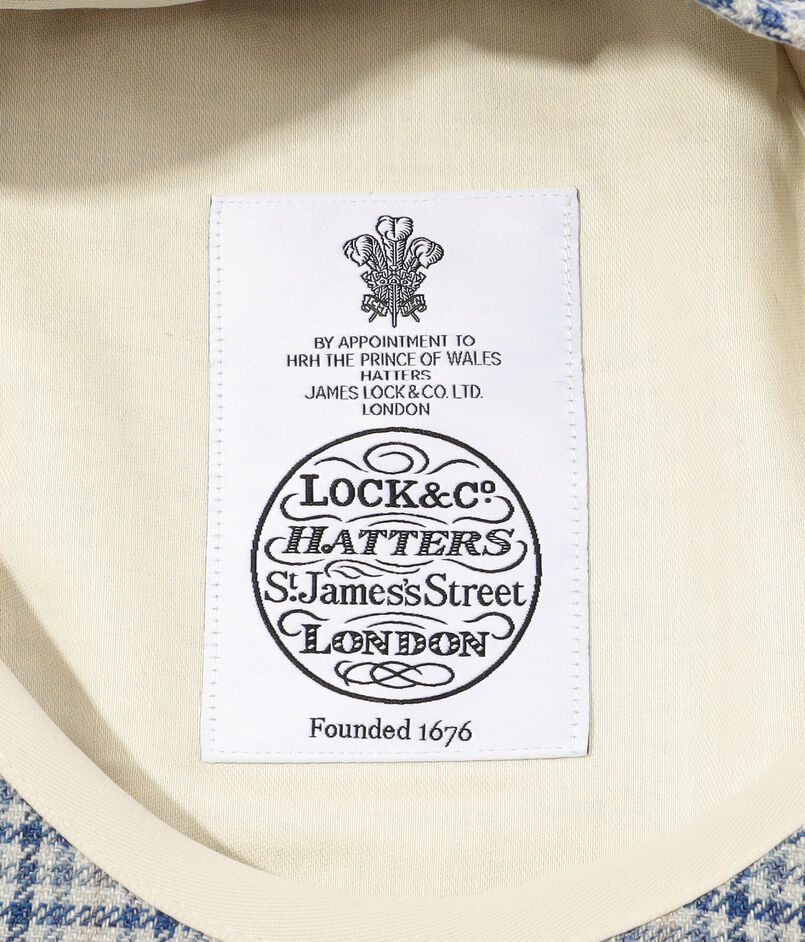 BY APPOINTMENT TO
HRH THE PRINCE OF WALES
HATTERS
JAMES LOCK & CO. LTD.
LONDON
LOCK & Co.
HATTERS
St. James's Street
LONDON
Founded 1676